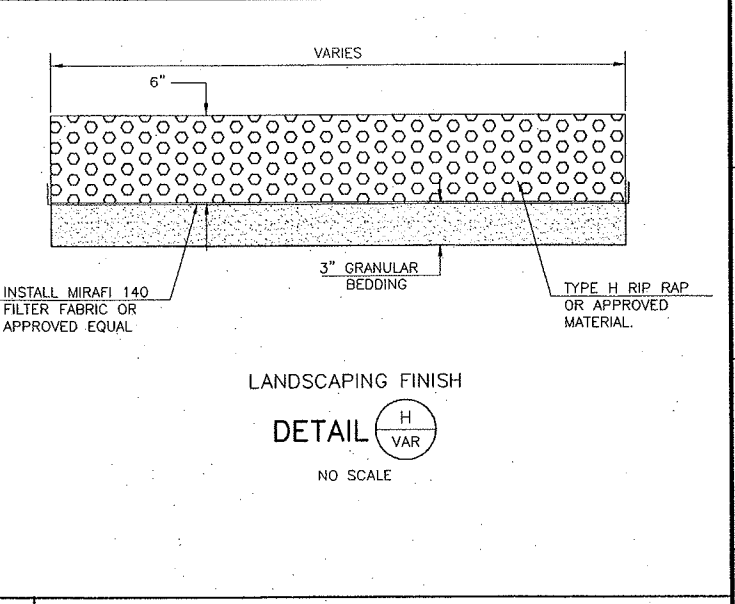 VARIES
6"
3" GRANULAR
BEDDING
INSTALL MIRAFI 140
FILTER FABRIC OR
APPROVED EQUAL
TYPE H RIP RAP
OR APPROVED
MATERIAL.
LANDSCAPING FINISH
DETAIL H
VAR
NO SCALE